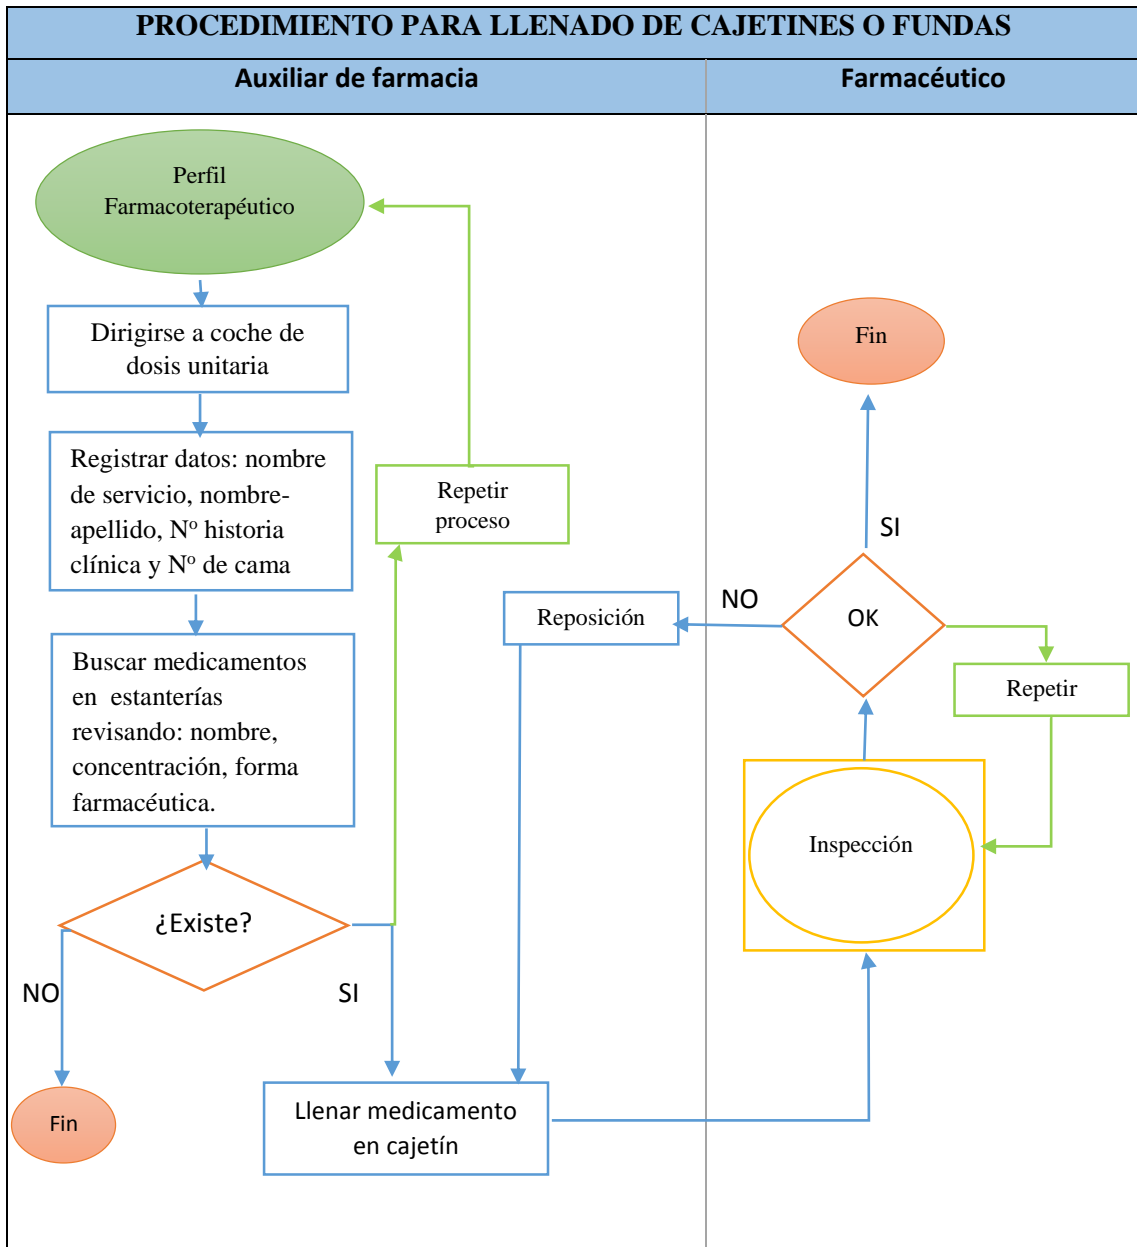 PROCEDIMIENTO PARA LLENADO DE CAJETINES O FUNDAS
Auxiliar de farmacia
Farmacéutico
Perfil
Farmacoterapéutico
Dirigirse a coche de
dosis unitaria
Registrar datos: nombre
de servicio, nombre-
apellido, Nº historia
clínica y Nº de cama
Buscar medicamentos
en estanterías
revisando: nombre,
concentración, forma
farmacéutica.
¿Existe?
NO
SI
Fin
Repetir
proceso
Llenar medicamento
en cajetín
Reposición
NO
OK
SI
Fin
Repetir
Inspección